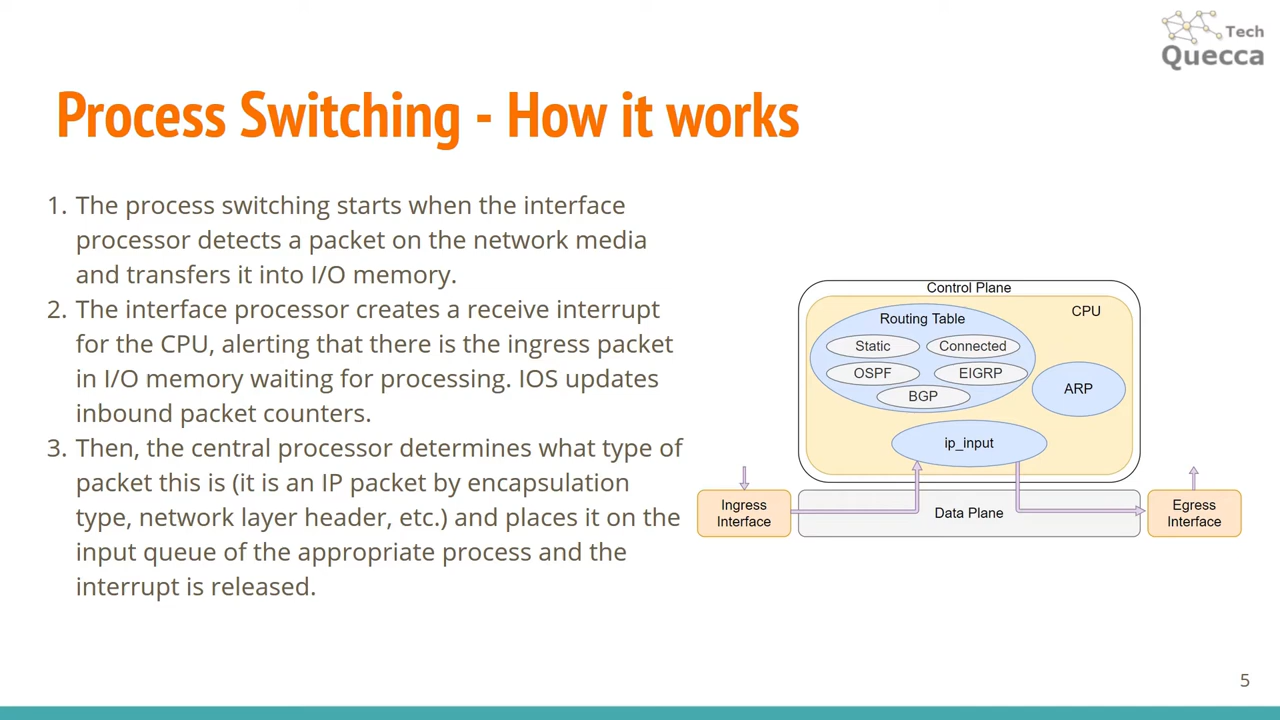 Tech
Quecca
Process Switching - How it works
1. The process switching starts when the interface
processor detects a packet on the network media
and transfers it into I/O memory.
2. The interface processor creates a receive interrupt
for the CPU, alerting that there is the ingress packet
in I/O memory waiting for processing. IOS updates
inbound packet counters.
3. Then, the central processor determines what type of
packet this is (it is an IP packet by encapsulation
type, network layer header, etc.) and places it on the
input queue of the appropriate process and the
interrupt is released.
Control Plane
CPU
Routing Table
Static
Connected
OSPF
EIGRP
BGP
ARP
ip_input
Ingress
Interface
Data Plane
Egress
Interface
5